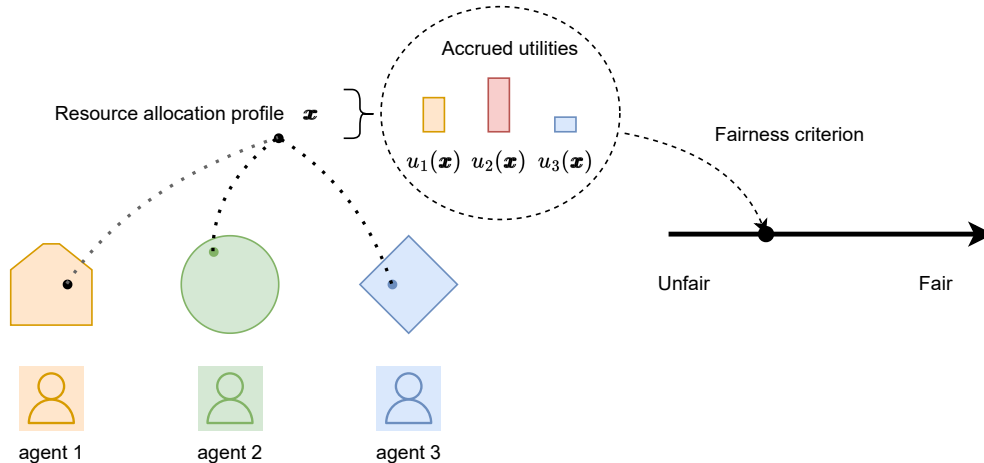 Accrued utilities
Resource allocation profile 𝒙
u₁(𝒙) u₂(𝒙) u₃(𝒙)
Fairness criterion
Unfair
Fair
agent 1
agent 2
agent 3